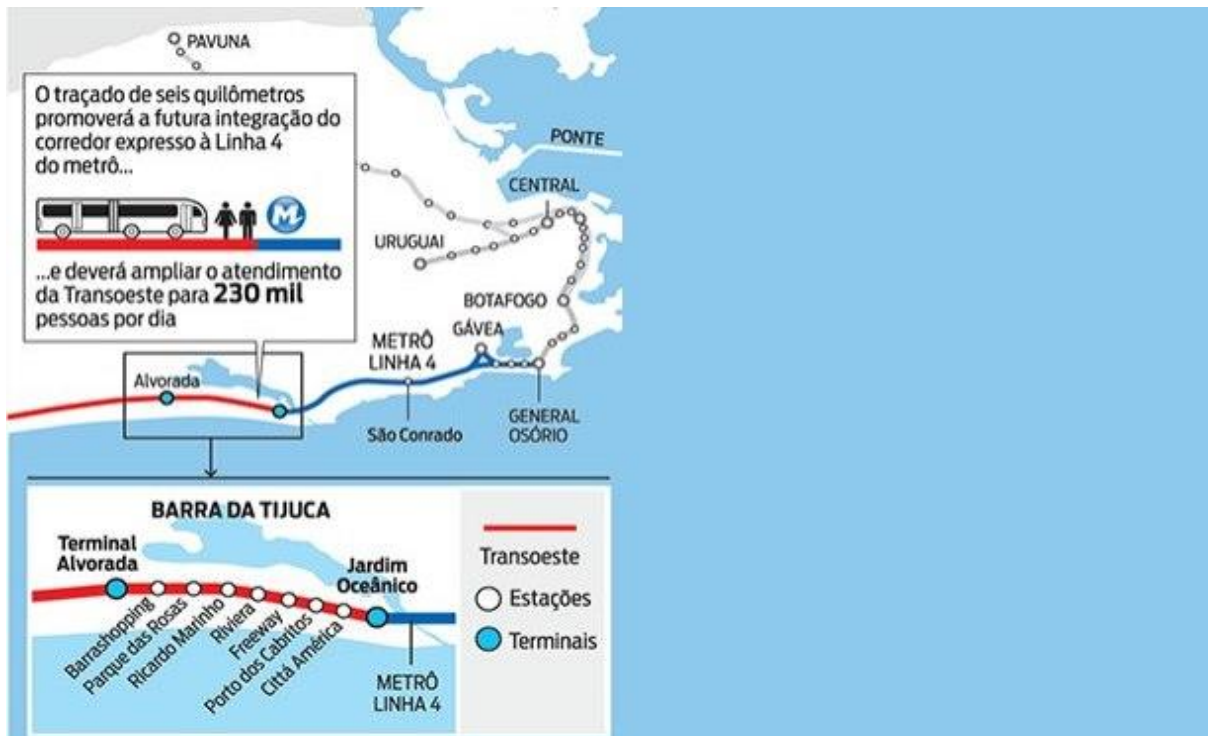 PAVUNA
O traçado de seis quilômetros
promoverá a futura integração do
corredor expresso à Linha 4
do metrô...
M
...e deverá ampliar o atendimento
da Transoeste para 230 mil
pessoas por dia
PONTE
CENTRAL
URUGUAI
BOTAFOGO
GÁVEA
METRÔ
LINHA 4
Alvorada
São Conrado
GENERAL
OSÓRIO
BARRA DA TIJUCA
Terminal
Alvorada
Jardim
Oceânico
Barrashopping
Parque das Rosas
Ricardo Marinho
Riviera
Freeway
Porto dos Cabritos
Cittá América
METRÔ
LINHA 4
Transoeste
Estações
Terminais